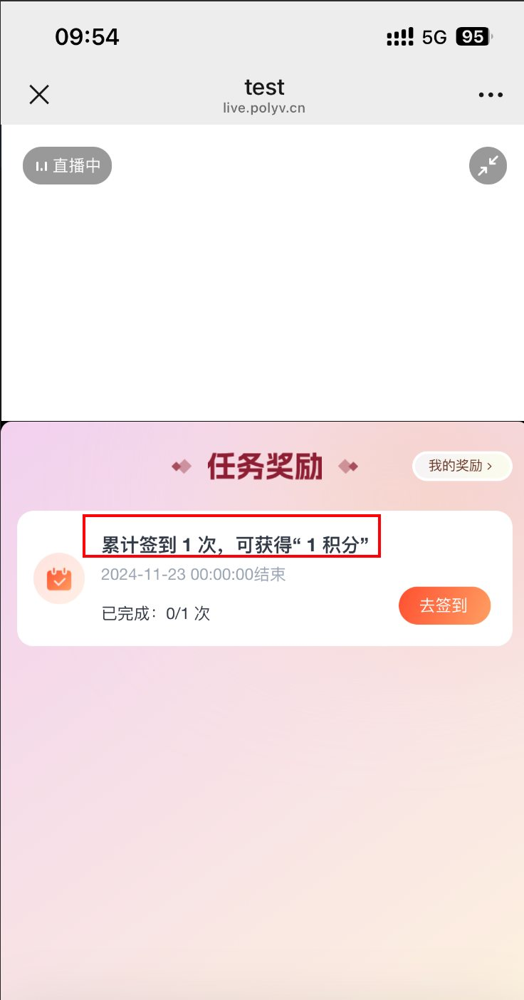 09:54
5G 95
test
live.polyv.cn
直播中
任务奖励
我的奖励 >
累计签到 1 次，可获得“ 1 积分”
2024-11-23 00:00:00结束
已完成：0/1 次
去签到